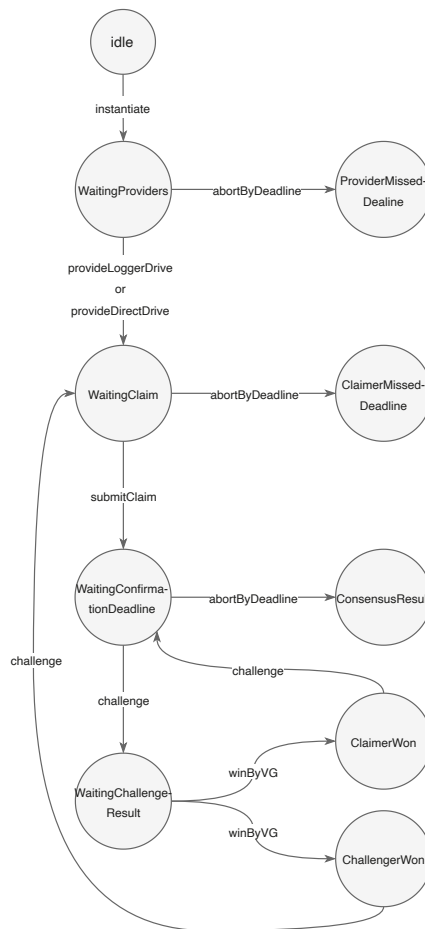 idle
instantiate
WaitingProviders
abortByDeadline
ProviderMissed-
Dealine
provideLoggerDrive
or
provideDirectDrive
WaitingClaim
abortByDeadline
ClaimerMissed-
Deadline
submitClaim
WaitingConfirma-
tionDeadline
abortByDeadline
ConsensusResult
challenge
challenge
challenge
ClaimerWon
WaitingChallenge-
Result
winByVG
winByVG
ChallengerWon